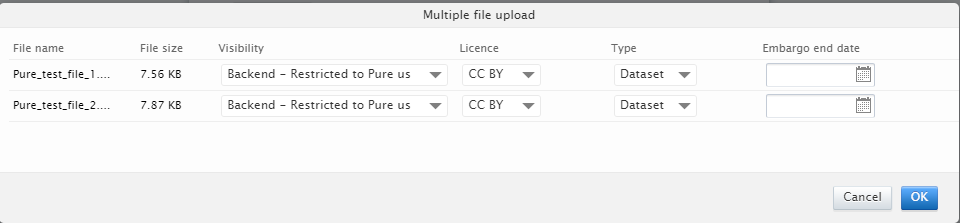 Multiple file upload
File name File size Visibility Licence Type Embargo end date
Pure_test_file_1.... 7.56 KB Backend - Restricted to Pure us CC BY Dataset
Pure_test_file_2.... 7.87 KB Backend - Restricted to Pure us CC BY Dataset
Cancel OK